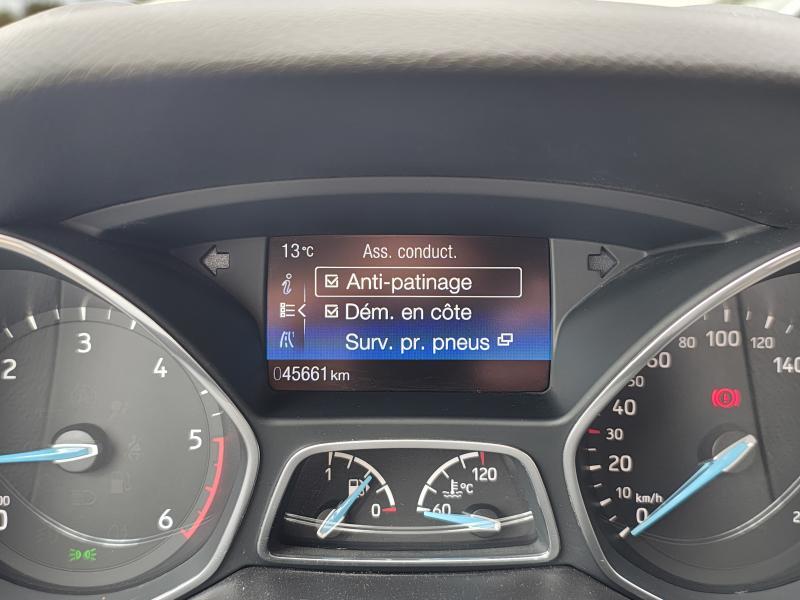 13°C Ass. conduct.
Anti-patinage
Dém. en côte
Surv. pr. pneus
045661 km
2 3 4 5 6
1 0
60 120 °C
0 10 20 30 40 50 60 80 100 120 140
km/h